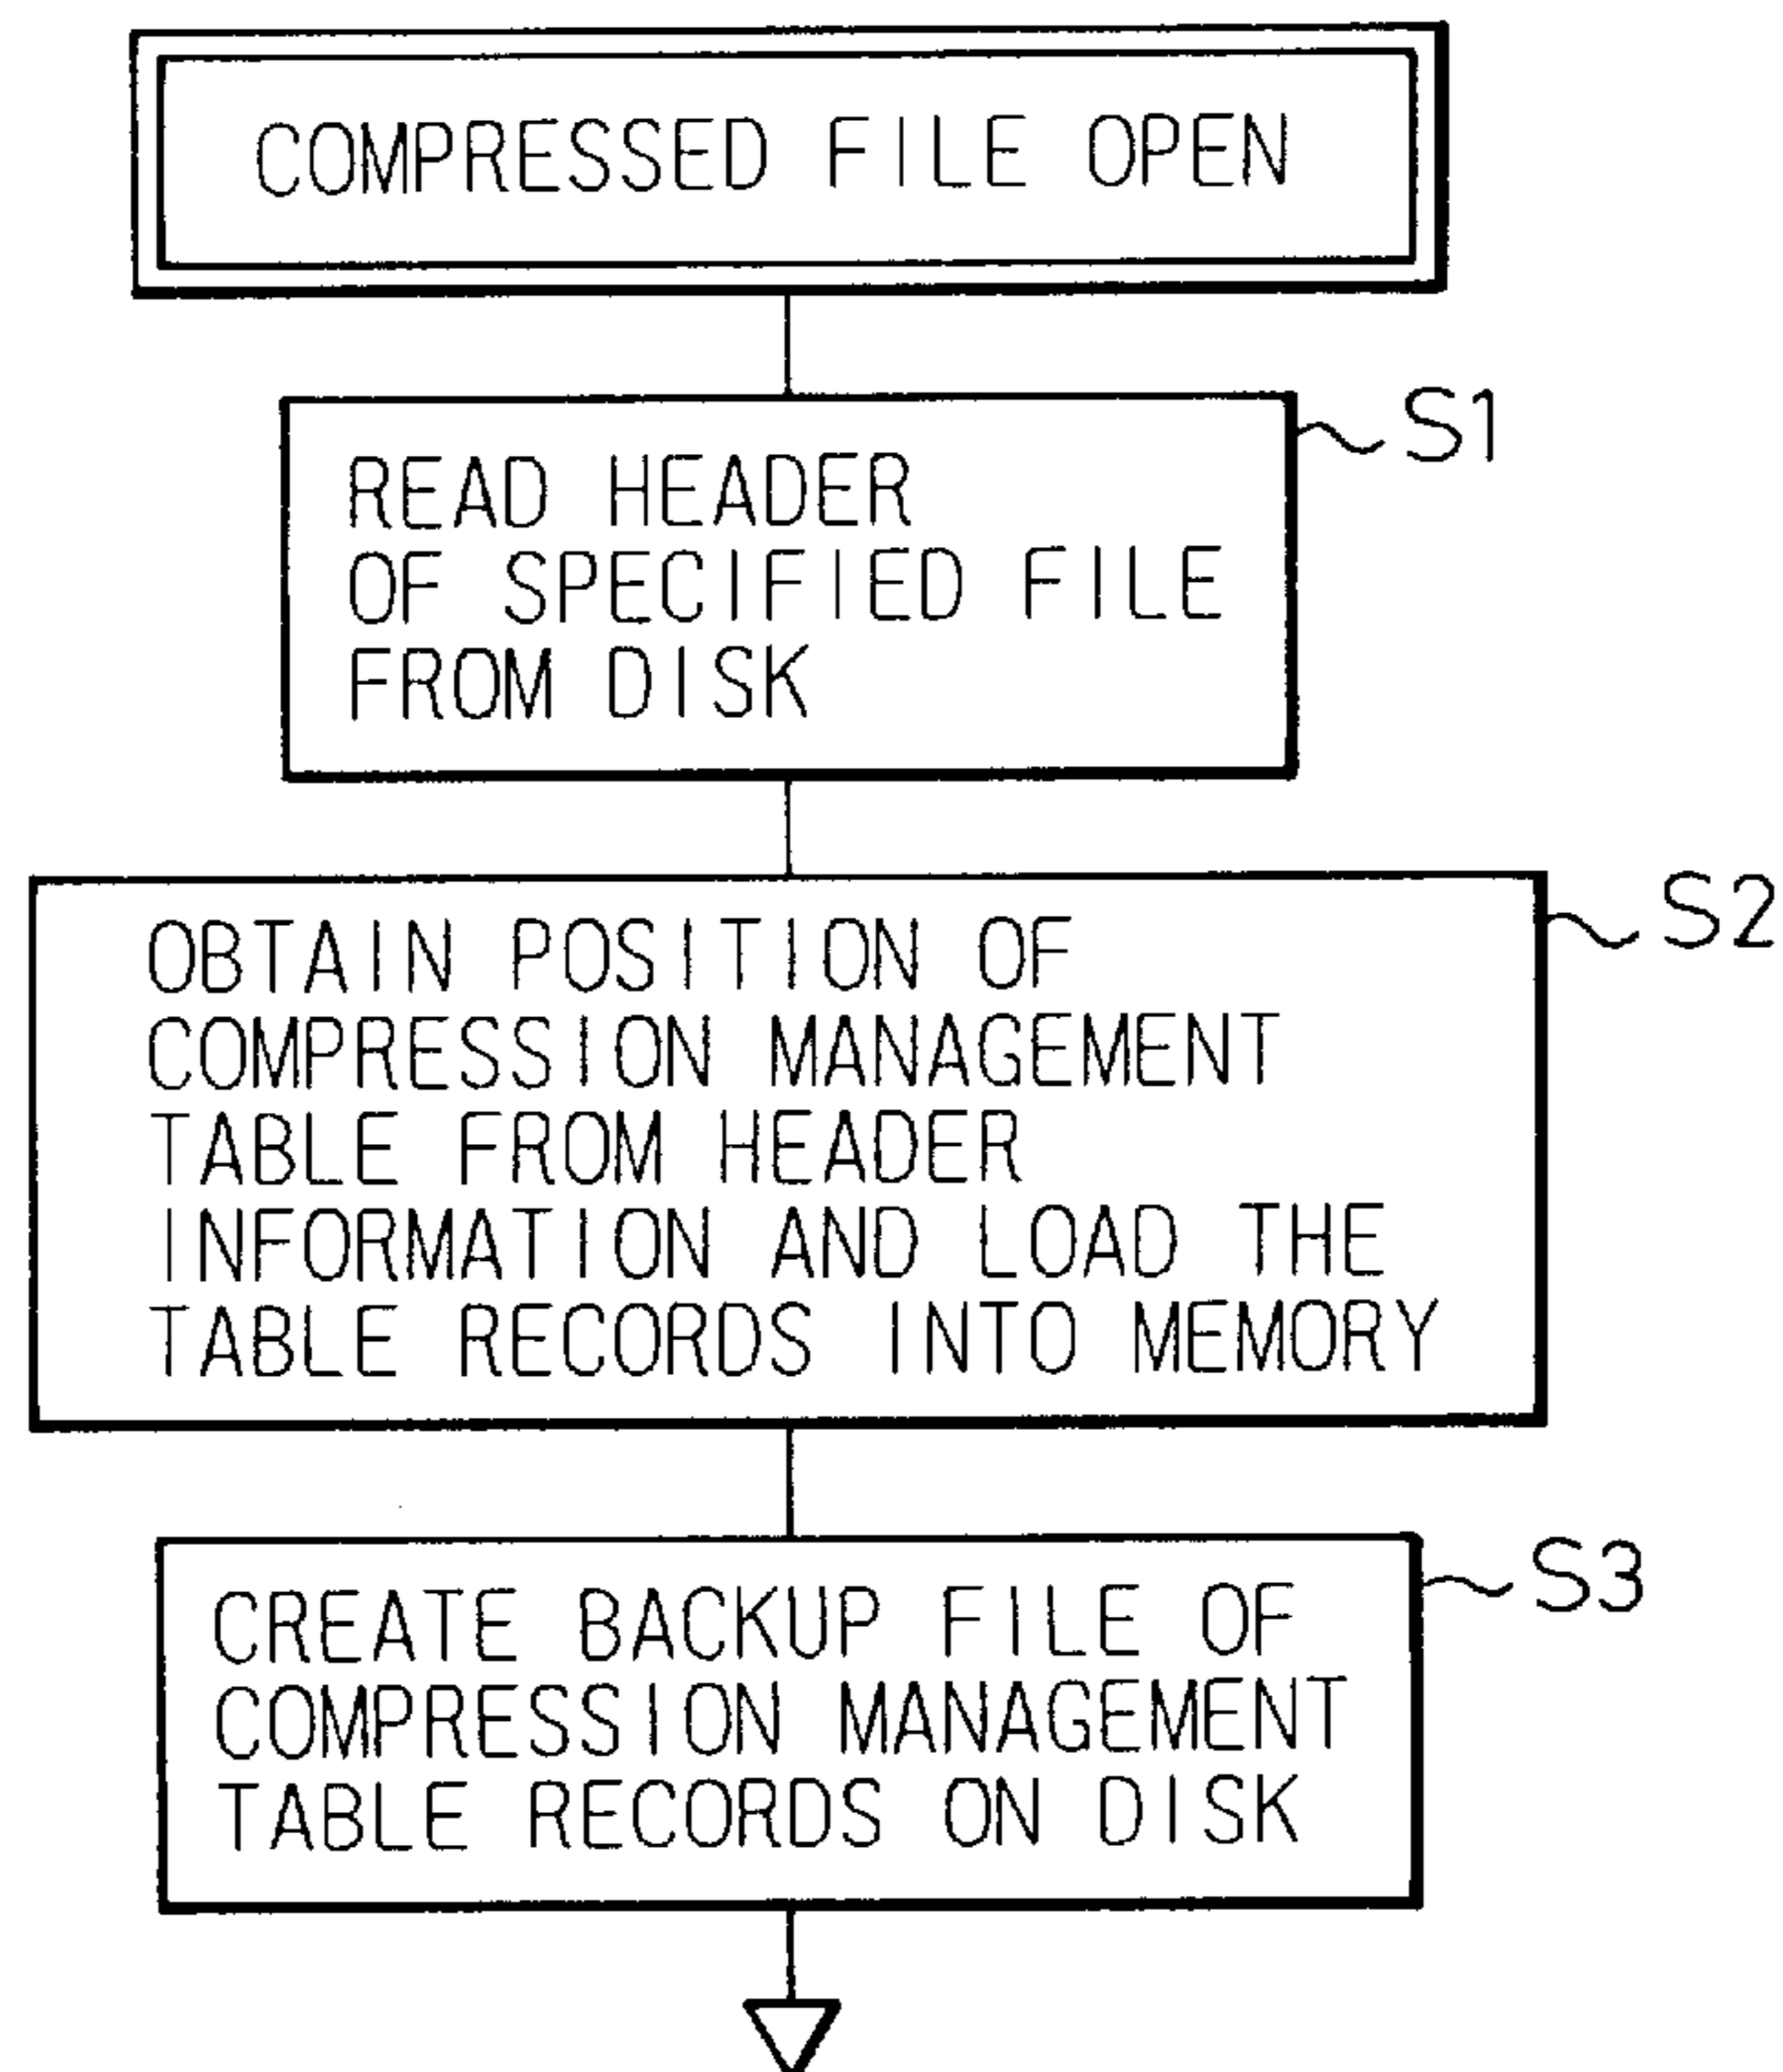 COMPRESSED FILE OPEN
S1
READ HEADER
OF SPECIFIED FILE
FROM DISK
S2
OBTAIN POSITION OF
COMPRESSION MANAGEMENT
TABLE FROM HEADER
INFORMATION AND LOAD THE
TABLE RECORDS INTO MEMORY
S3
CREATE BACKUP FILE OF
COMPRESSION MANAGEMENT
TABLE RECORDS ON DISK